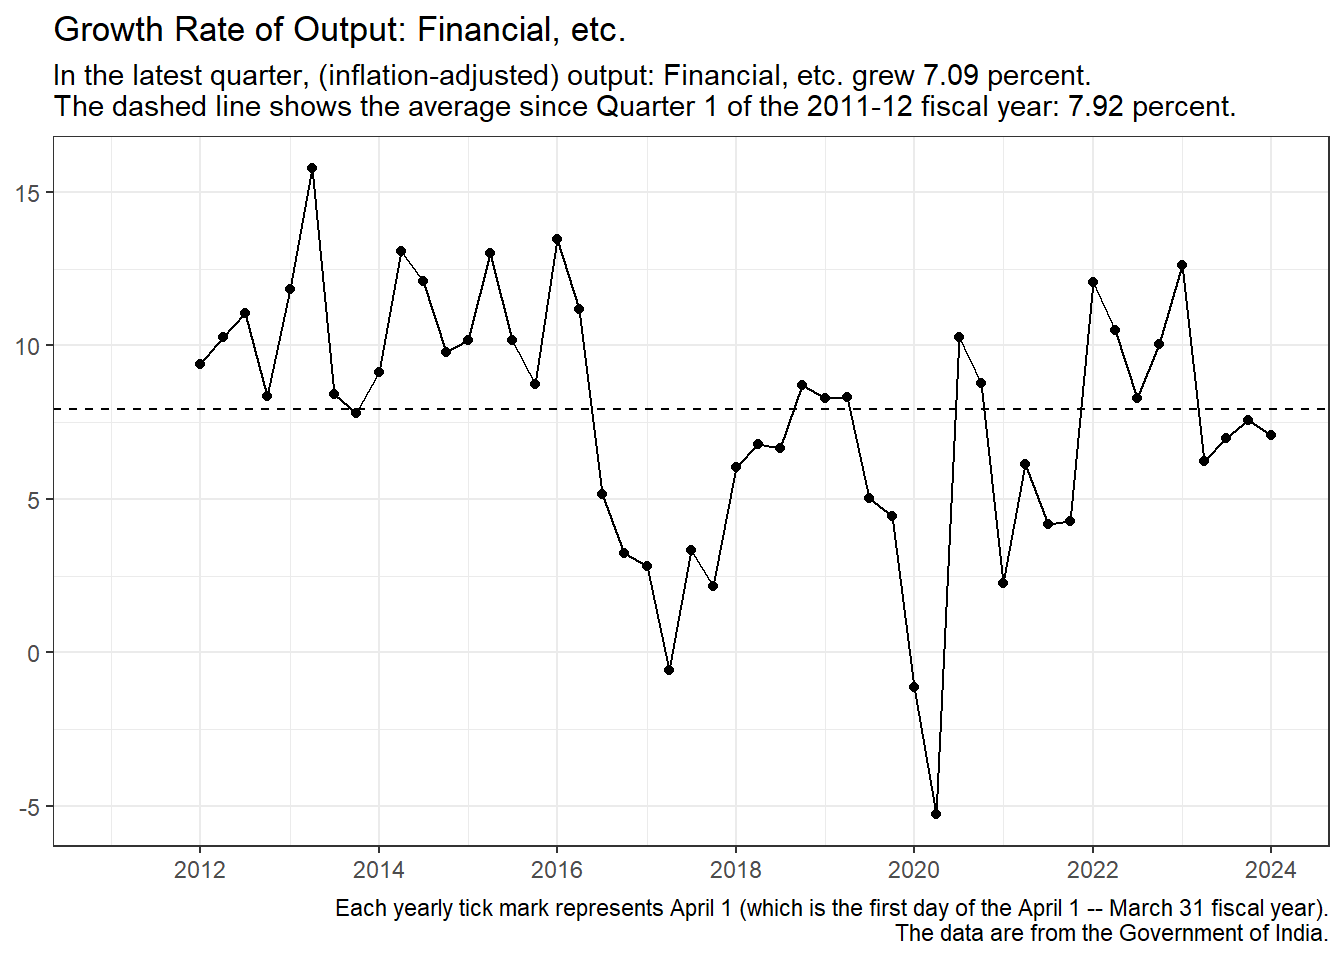 Growth Rate of Output: Financial, etc.
In the latest quarter, (inflation-adjusted) output: Financial, etc. grew 7.09 percent.
The dashed line shows the average since Quarter 1 of the 2011-12 fiscal year: 7.92 percent.
15
10
5
0
-5
2012
2014
2016
2018
2020
2022
2024
Each yearly tick mark represents April 1 (which is the first day of the April 1 -- March 31 fiscal year).
The data are from the Government of India.